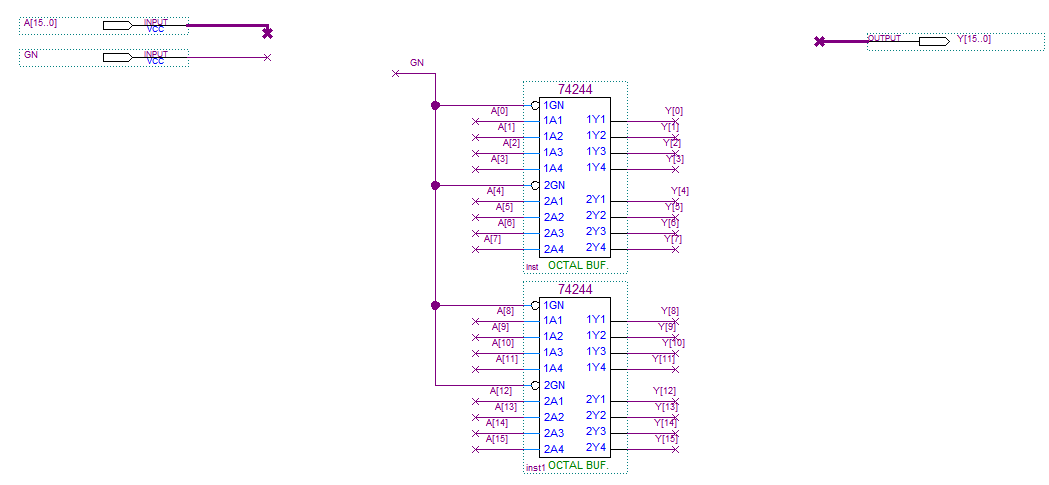 A[15..0] INPUT VCC
OUTPUT Y[15..0]
GN INPUT VCC
GN
74244
1GN
A[0] 1A1 1Y1 Y[0]
A[1] 1A2 1Y2 Y[1]
A[2] 1A3 1Y3 Y[2]
A[3] 1A4 1Y4 Y[3]
2GN
A[4] 2A1 2Y1 Y[4]
A[5] 2A2 2Y2 Y[5]
A[6] 2A3 2Y3 Y[6]
A[7] 2A4 2Y4 Y[7]
inst OCTAL BUF.
74244
1GN
A[8] 1A1 1Y1 Y[8]
A[9] 1A2 1Y2 Y[9]
A[10] 1A3 1Y3 Y[10]
A[11] 1A4 1Y4 Y[11]
2GN
A[12] 2A1 2Y1 Y[12]
A[13] 2A2 2Y2 Y[13]
A[14] 2A3 2Y3 Y[14]
A[15] 2A4 2Y4 Y[15]
inst1 OCTAL BUF.